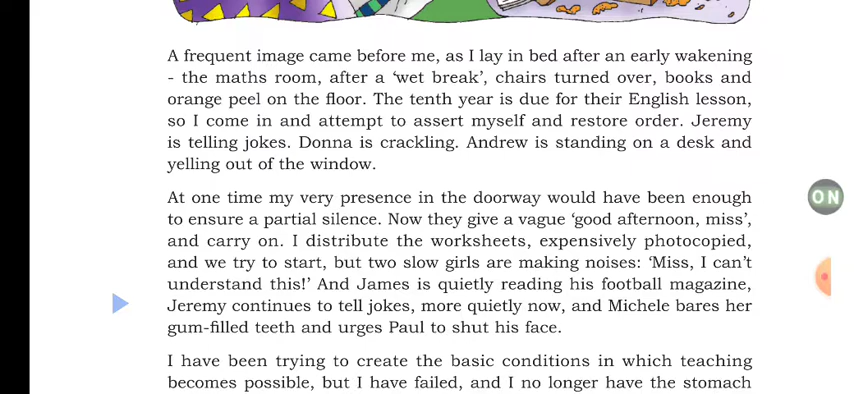 A frequent image came before me, as I lay in bed after an early wakening
- the maths room, after a ‘wet break’, chairs turned over, books and
orange peel on the floor. The tenth year is due for their English lesson,
so I come in and attempt to assert myself and restore order. Jeremy
is telling jokes. Donna is crackling. Andrew is standing on a desk and
yelling out of the window.
At one time my very presence in the doorway would have been enough
to ensure a partial silence. Now they give a vague ‘good afternoon, miss’,
and carry on. I distribute the worksheets, expensively photocopied,
and we try to start, but two slow girls are making noises: ‘Miss, I can’t
understand this!’ And James is quietly reading his football magazine,
Jeremy continues to tell jokes, more quietly now, and Michele bares her
gum-filled teeth and urges Paul to shut his face.
I have been trying to create the basic conditions in which teaching
becomes possible, but I have failed, and I no longer have the stomach
ON